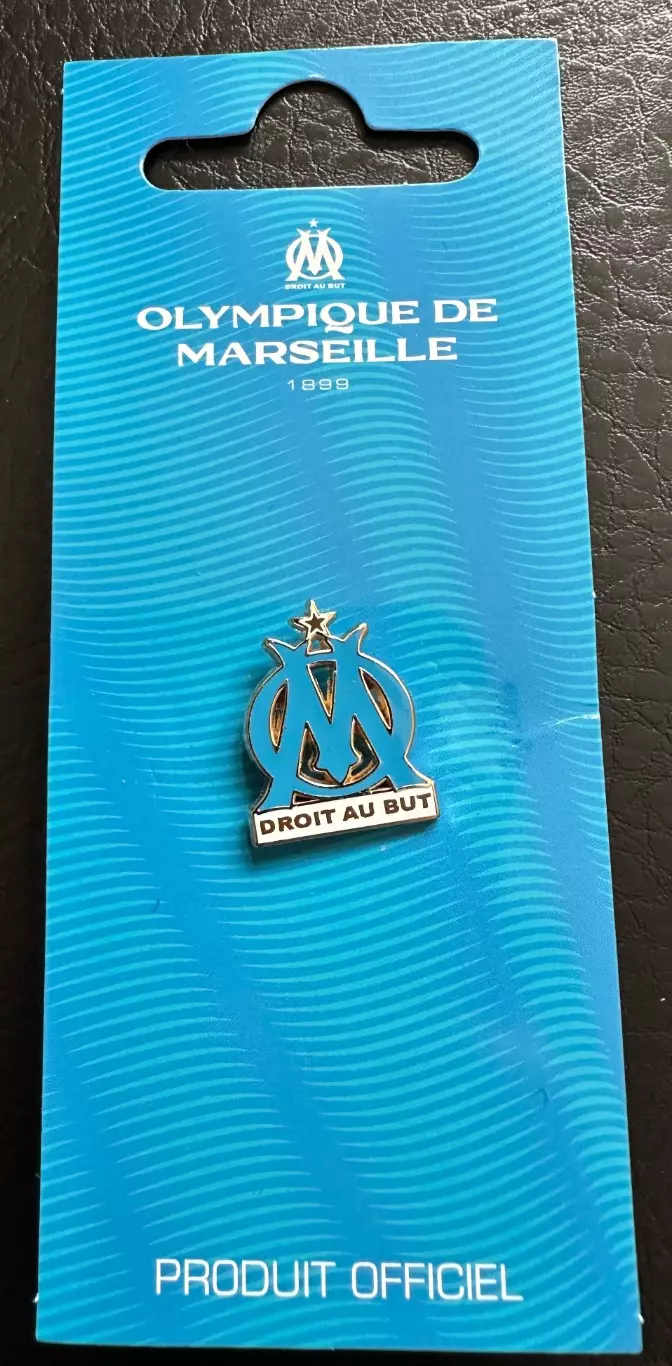 DROIT AU BUT
OLYMPIQUE DE
MARSEILLE
1899
DROIT AU BUT
PRODUIT OFFICIEL